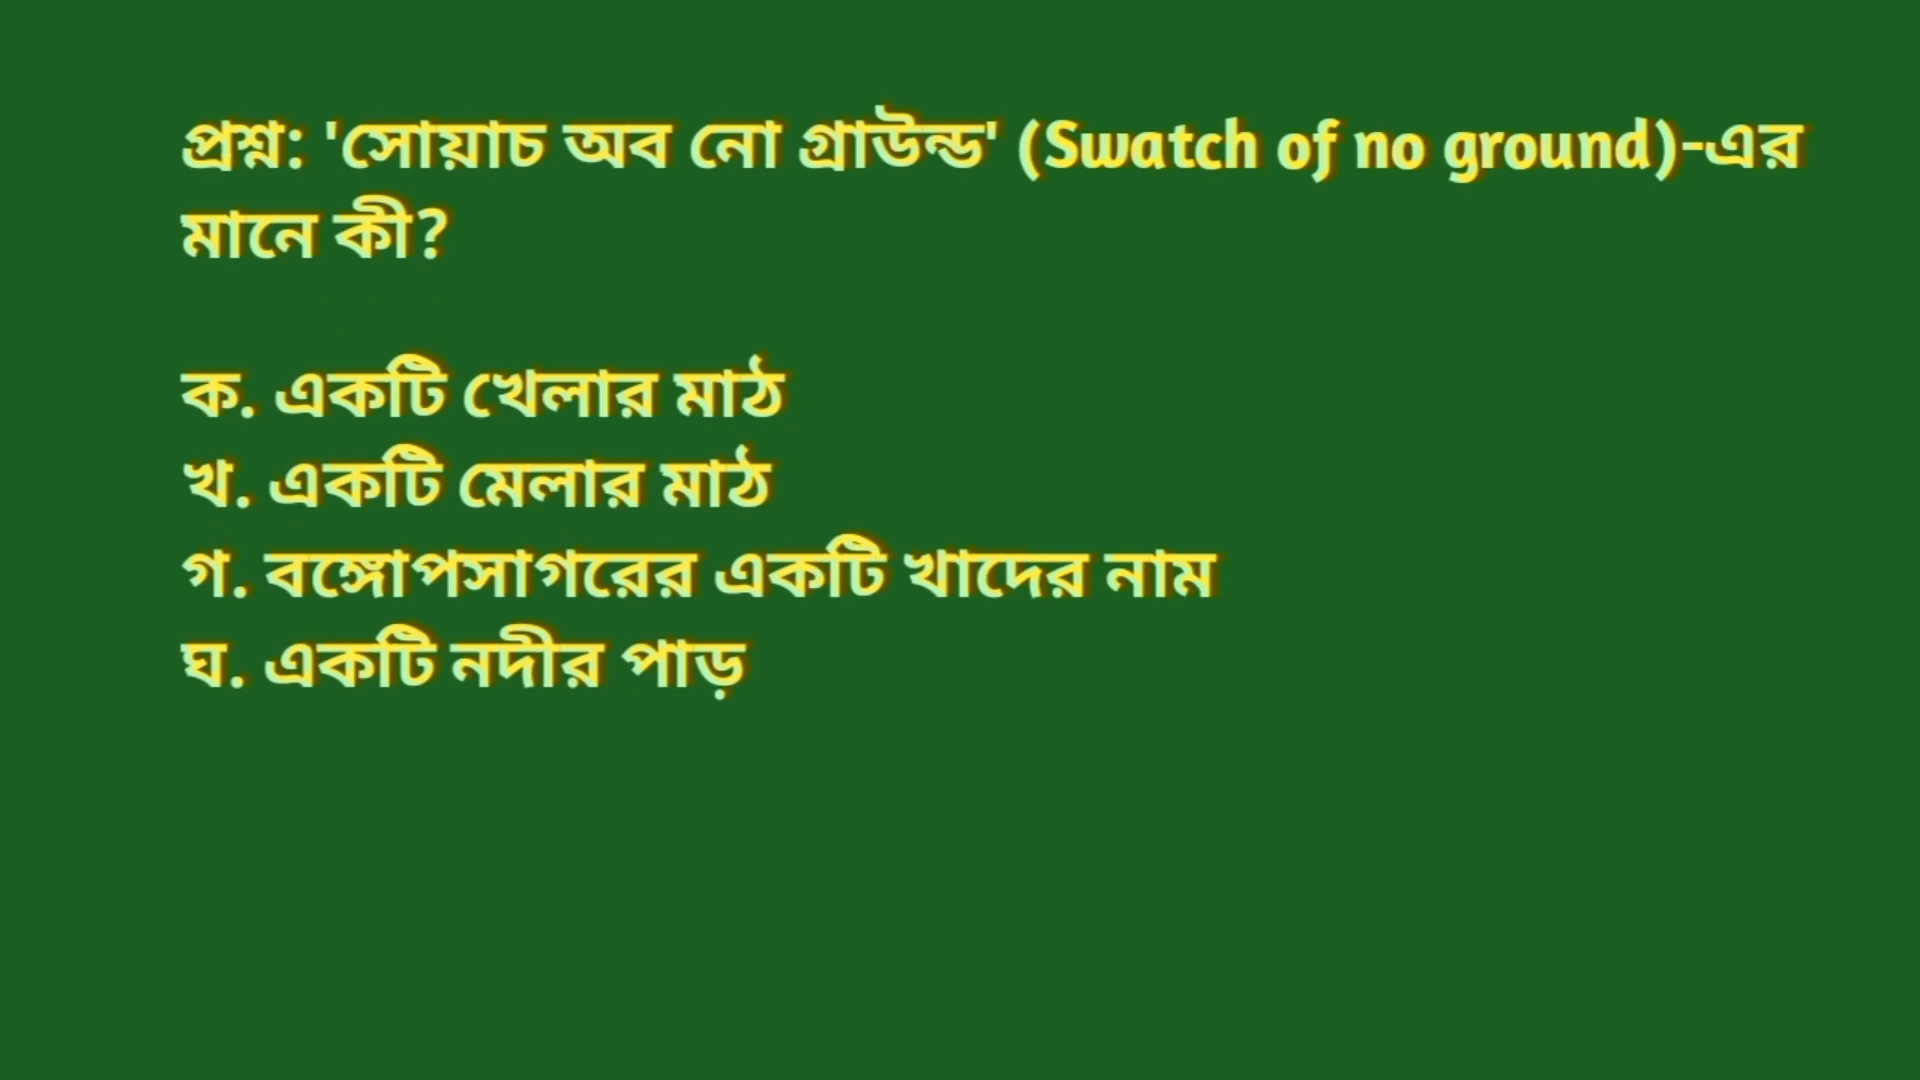 প্রশ্ন: 'সোয়াচ অব নো গ্রাউন্ড' (Swatch of no ground)-এর
মানে কী?
ক. একটি খেলার মাঠ
খ. একটি মেলার মাঠ
গ. বঙ্গোপসাগরের একটি খাদের নাম
ঘ. একটি নদীর পাড়